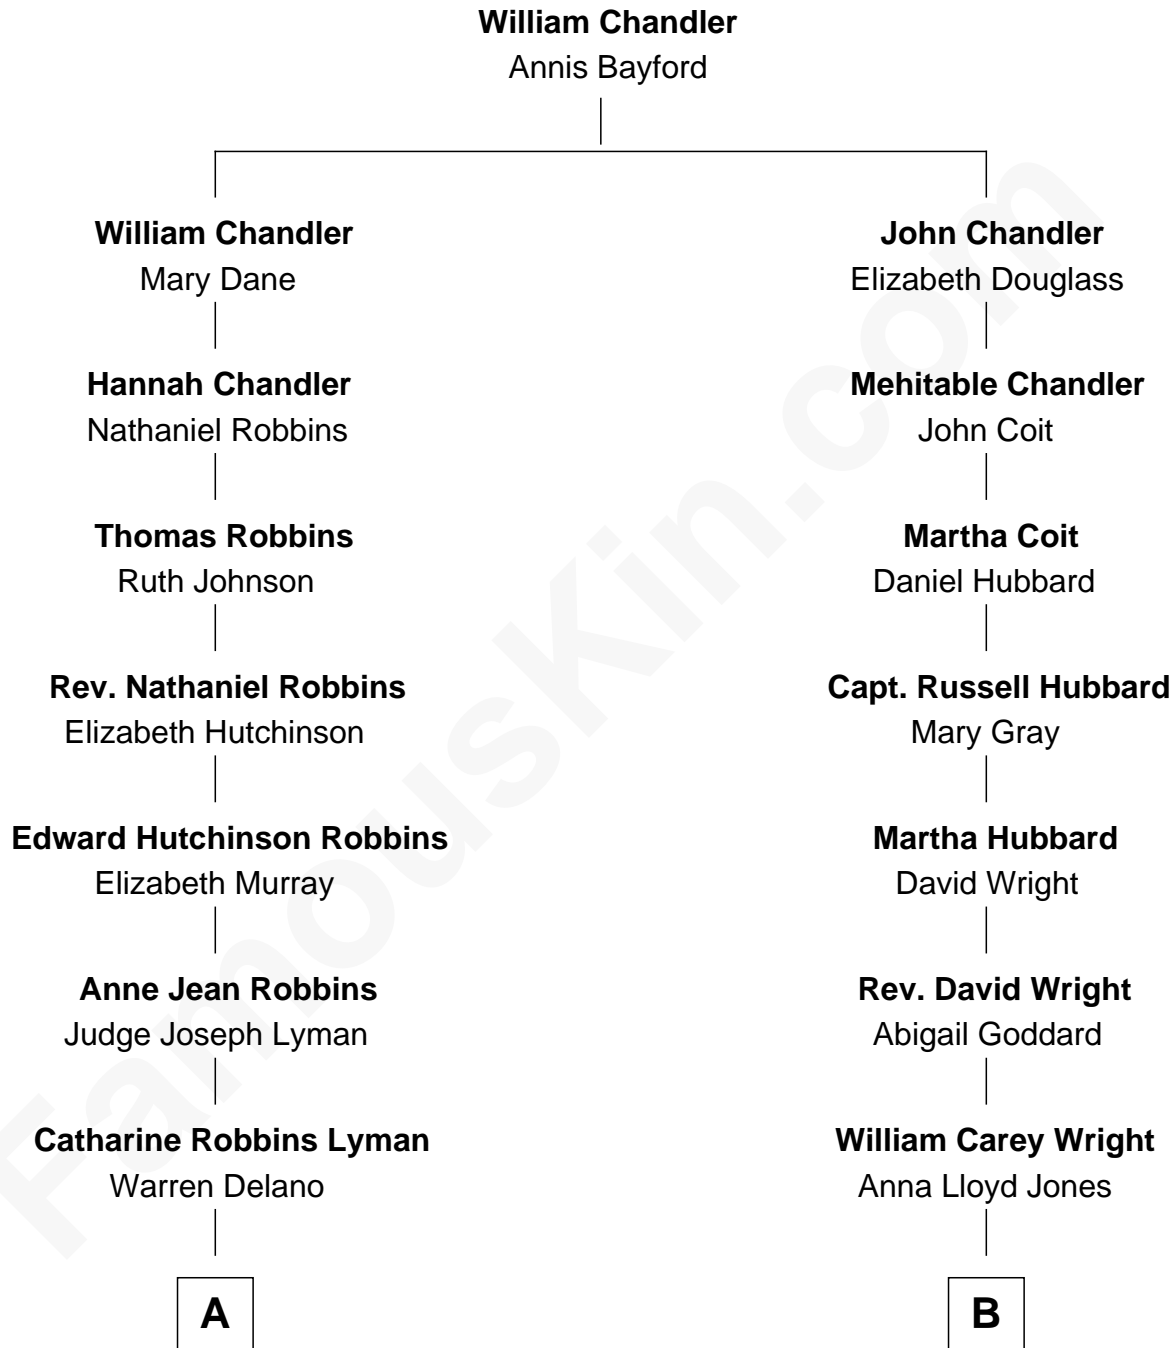 William Chandler
Annis Bayford
William Chandler
Mary Dane
Hannah Chandler
Nathaniel Robbins
Thomas Robbins
Ruth Johnson
Rev. Nathaniel Robbins
Elizabeth Hutchinson
Edward Hutchinson Robbins
Elizabeth Murray
Anne Jean Robbins
Judge Joseph Lyman
Catharine Robbins Lyman
Warren Delano
A
John Chandler
Elizabeth Douglass
Mehitable Chandler
John Coit
Martha Coit
Daniel Hubbard
Capt. Russell Hubbard
Mary Gray
Martha Hubbard
David Wright
Rev. David Wright
Abigail Goddard
William Carey Wright
Anna Lloyd Jones
B
FamousKin.com